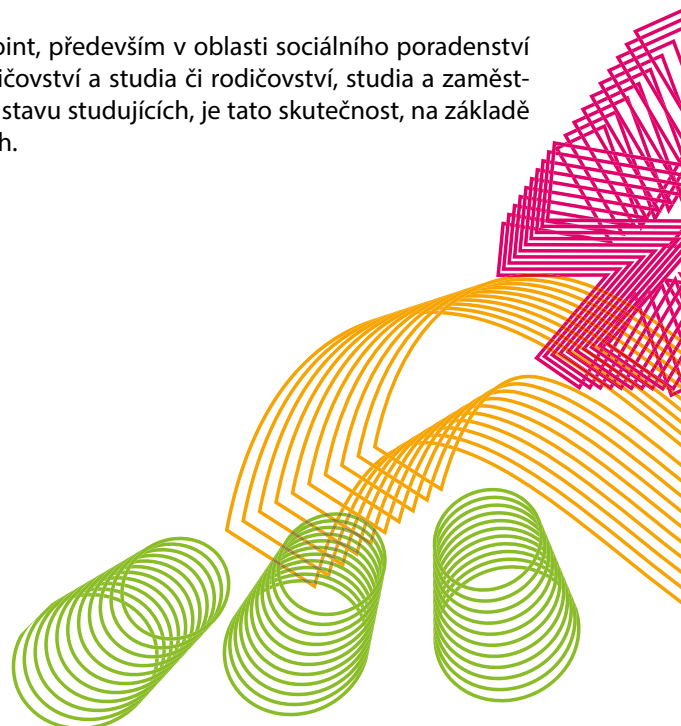 oint, především v oblasti sociálního poradenství
ičovství a studia či rodičovství, studia a zaměst-
stavu studujících, je tato skutečnost, na základě
h.